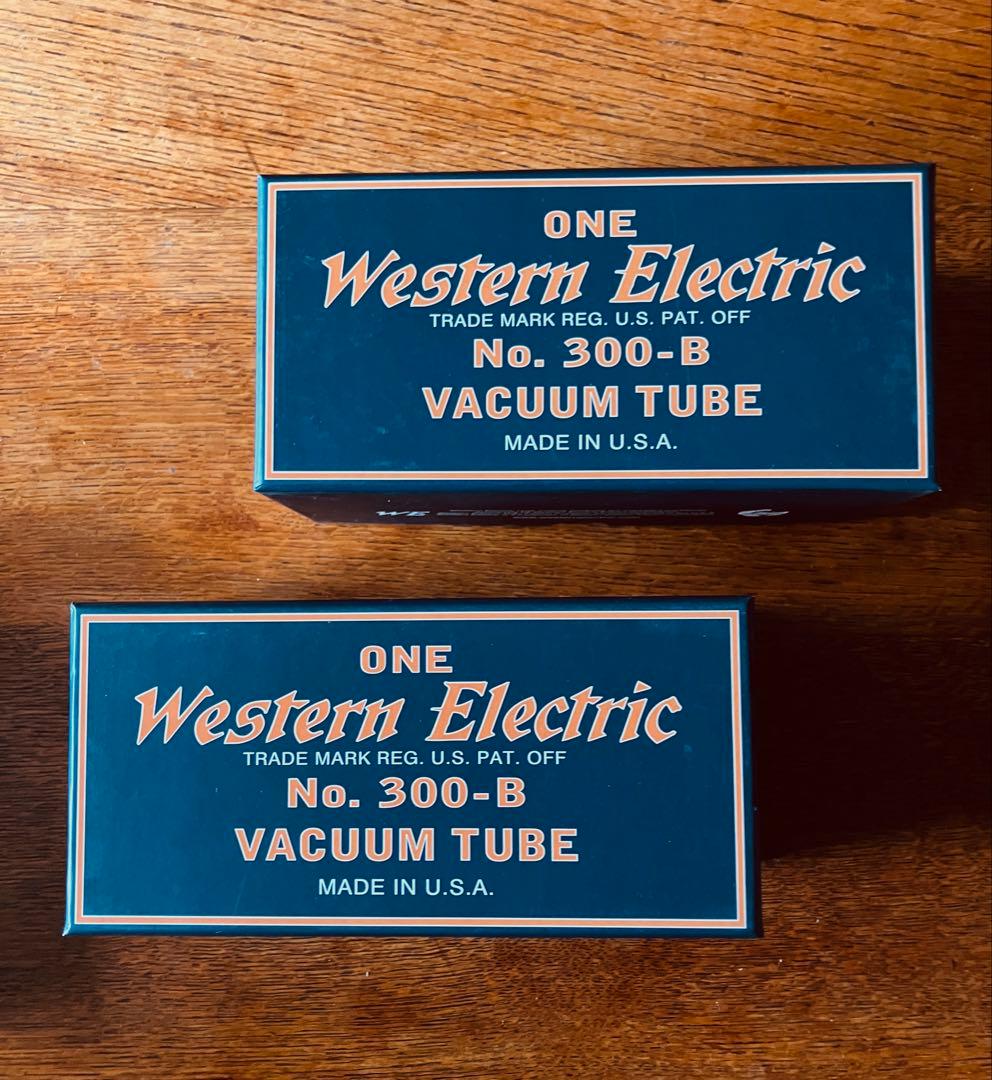 ONE
Western Electric
TRADE MARK REG. U.S. PAT. OFF
No. 300-B
VACUUM TUBE
MADE IN U.S.A.
WE
ONE
Western Electric
TRADE MARK REG. U.S. PAT. OFF
No. 300-B
VACUUM TUBE
MADE IN U.S.A.